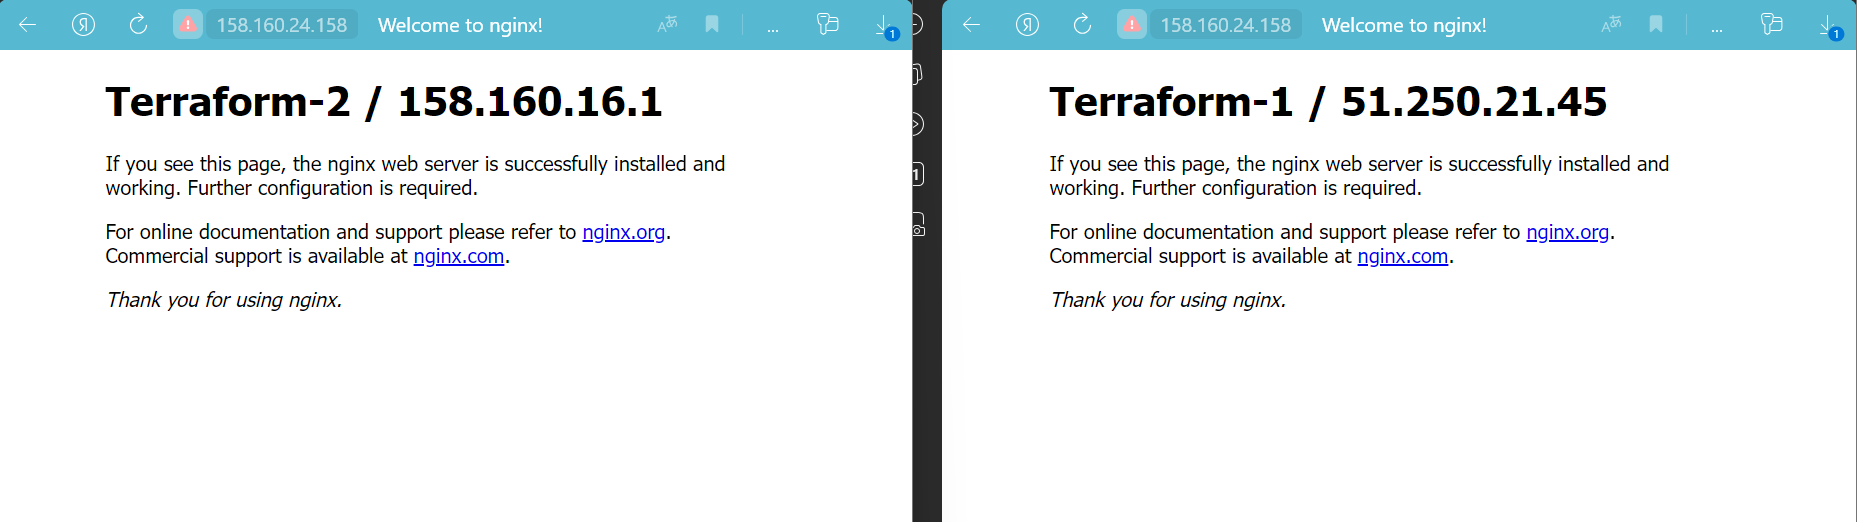 158.160.24.158 Welcome to nginx! Aあ ... 1
Terraform-2 / 158.160.16.1
If you see this page, the nginx web server is successfully installed and
working. Further configuration is required.
For online documentation and support please refer to nginx.org.
Commercial support is available at nginx.com.
Thank you for using nginx.
1
158.160.24.158 Welcome to nginx! Aあ ... 1
Terraform-1 / 51.250.21.45
If you see this page, the nginx web server is successfully installed and
working. Further configuration is required.
For online documentation and support please refer to nginx.org.
Commercial support is available at nginx.com.
Thank you for using nginx.